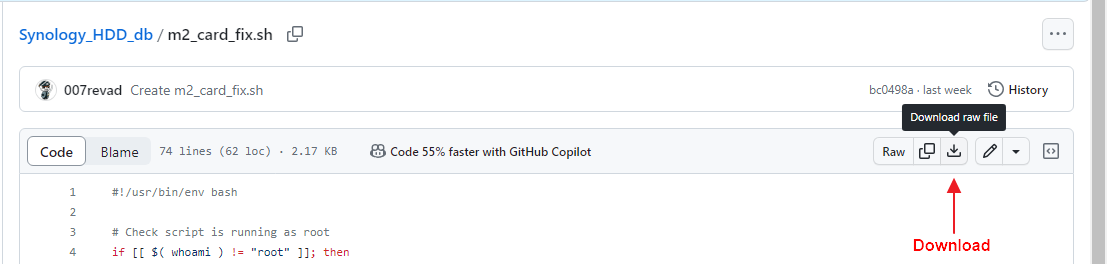 Synology_HDD_db / m2_card_fix.sh
007revad Create m2_card_fix.sh
bc0498a · last week History
Download raw file
Code Blame 74 lines (62 loc) · 2.17 KB Code 55% faster with GitHub Copilot Raw
1 #!/usr/bin/env bash
2
3 # Check script is running as root
4 if [[ $( whoami ) != "root" ]]; then
Download